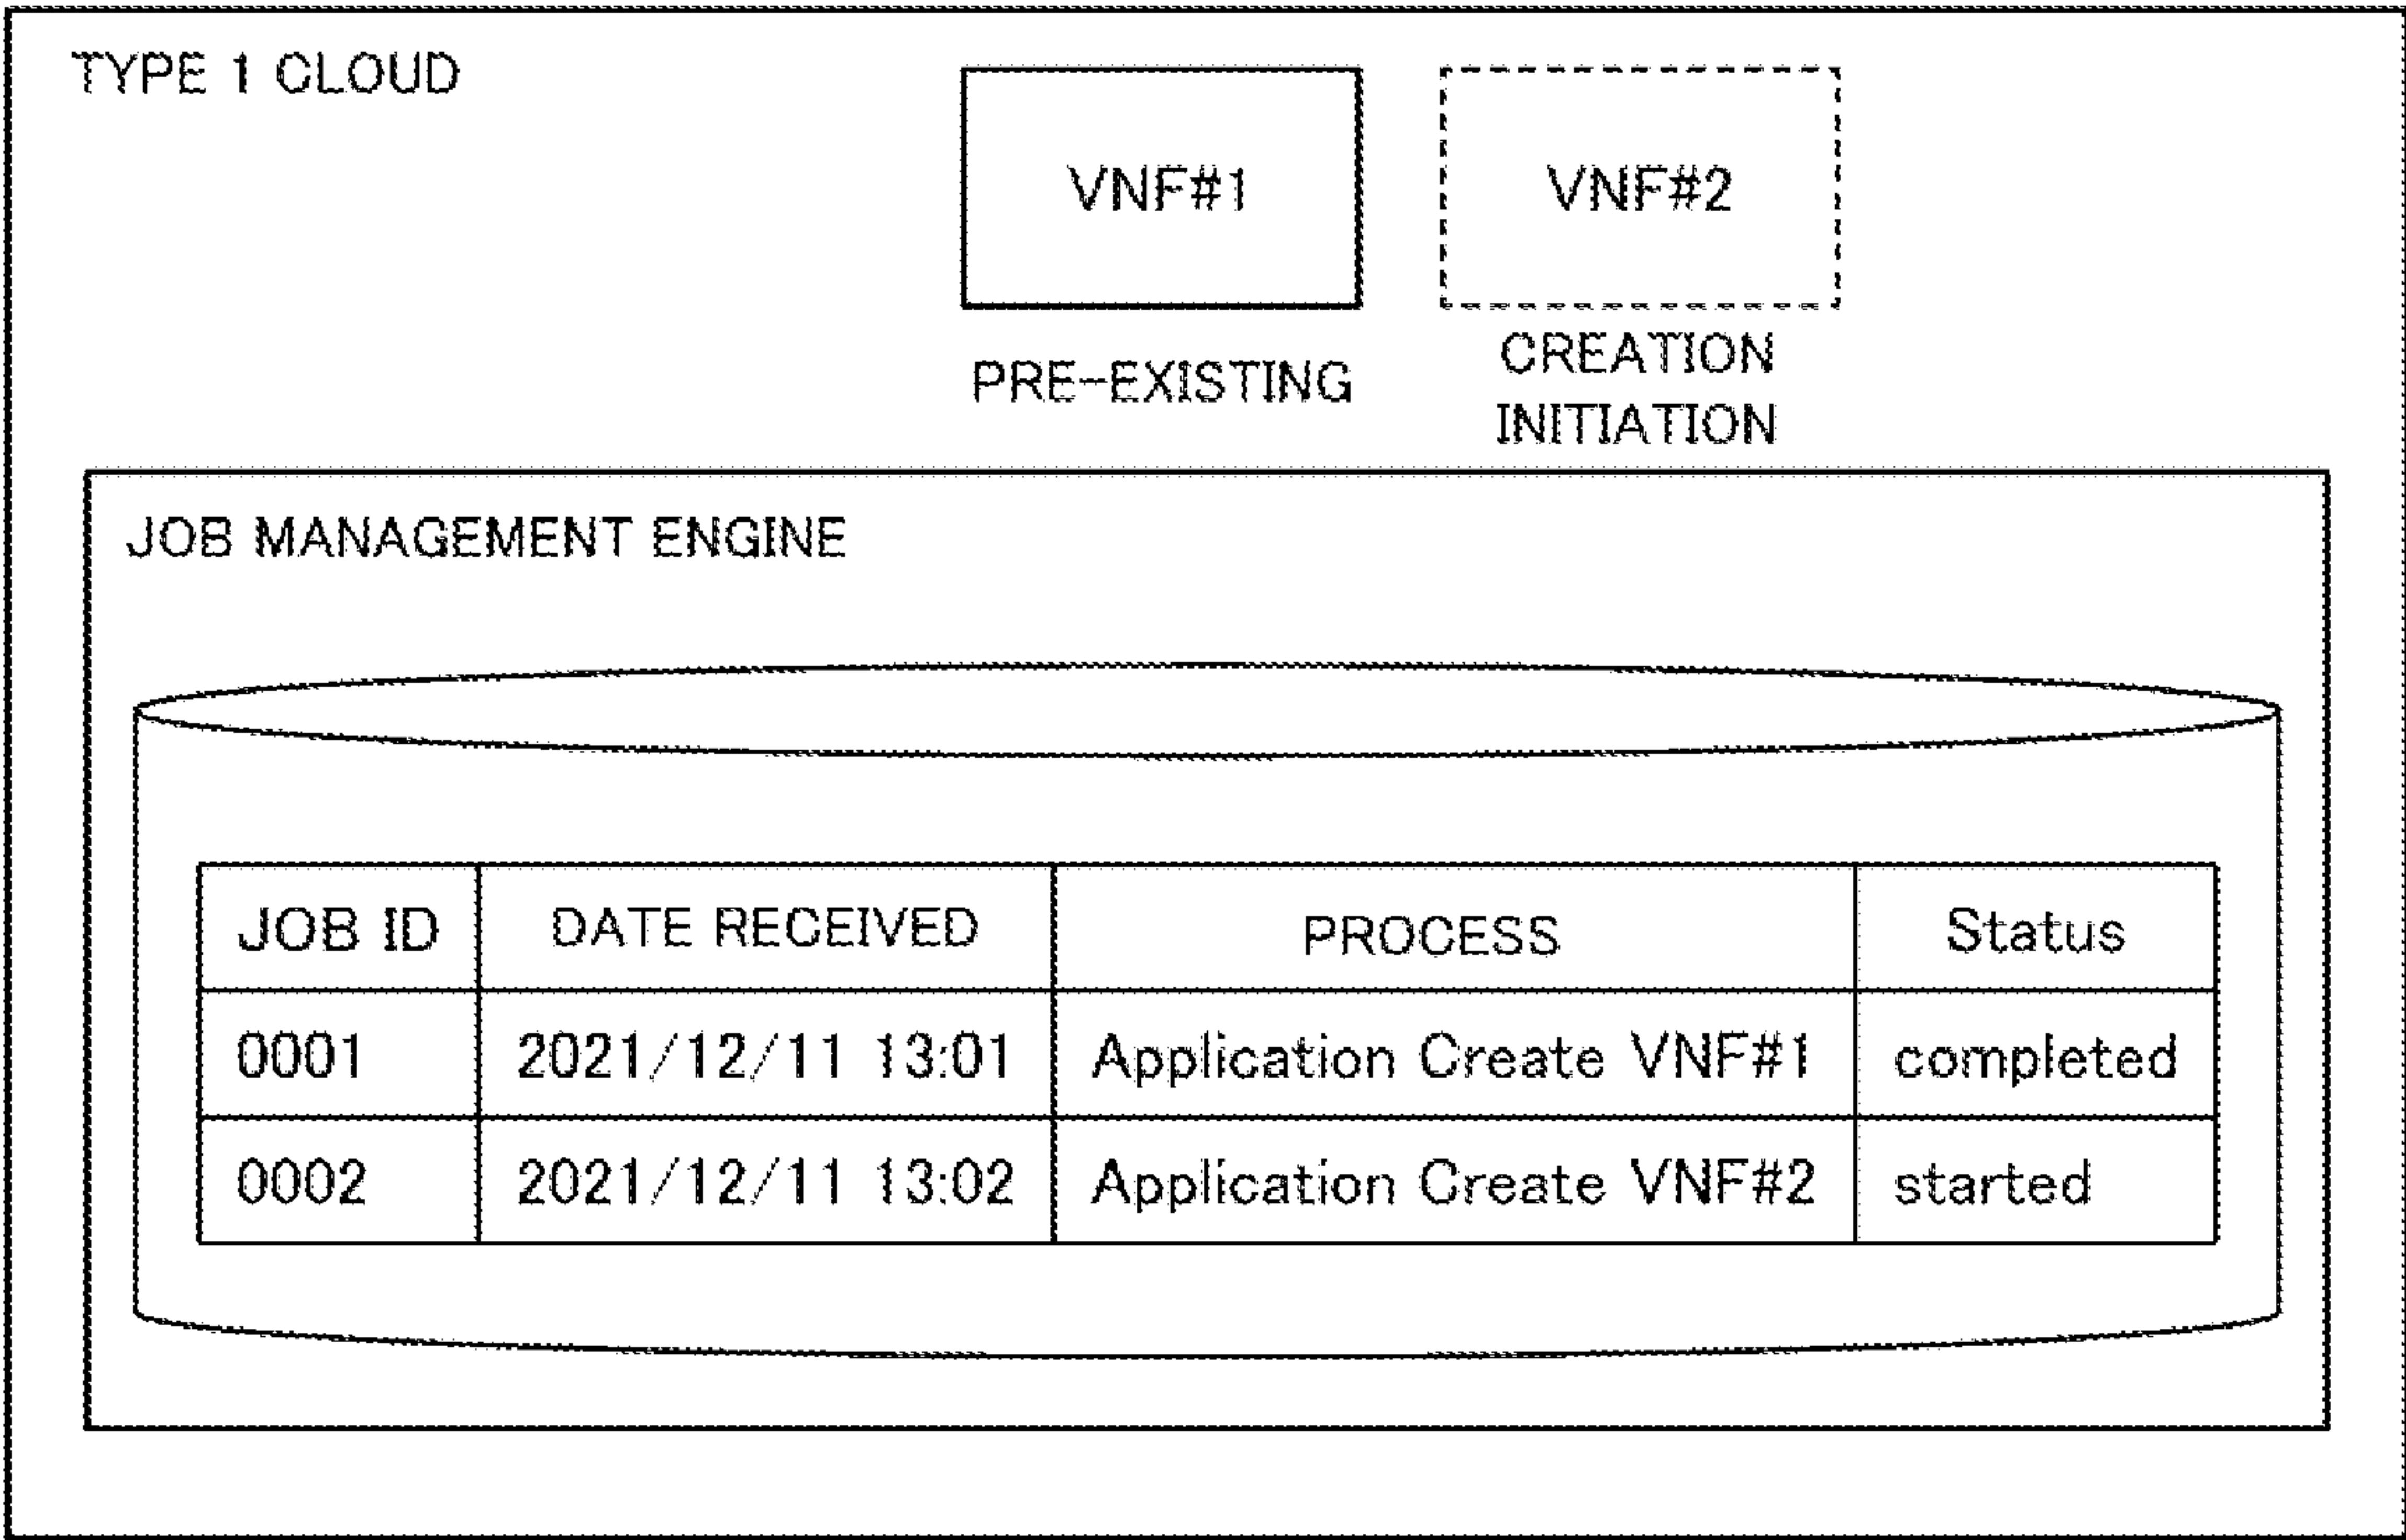 TYPE 1 CLOUD
VNF#1
VNF#2
PRE-EXISTING
CREATION
INITIATION
JOB MANAGEMENT ENGINE
JOB ID DATE RECEIVED PROCESS Status
0001 2021/12/11 13:01 Application Create VNF#1 completed
0002 2021/12/11 13:02 Application Create VNF#2 started